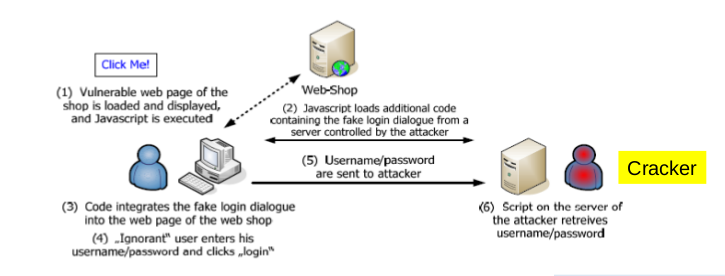 Click Me!
(1) Vulnerable web page of the
shop is loaded and displayed,
and Javascript is executed
Web-Shop
(2) Javascript loads additional code
containing the fake login dialogue from a
server controlled by the attacker
(5) Username/password
are sent to attacker
Cracker
(3) Code integrates the fake login dialogue
into the web page of the web shop
(4) „Ignorant" user enters his
username/password and clicks „login"
(6) Script on the server of
the attacker retreives
username/password